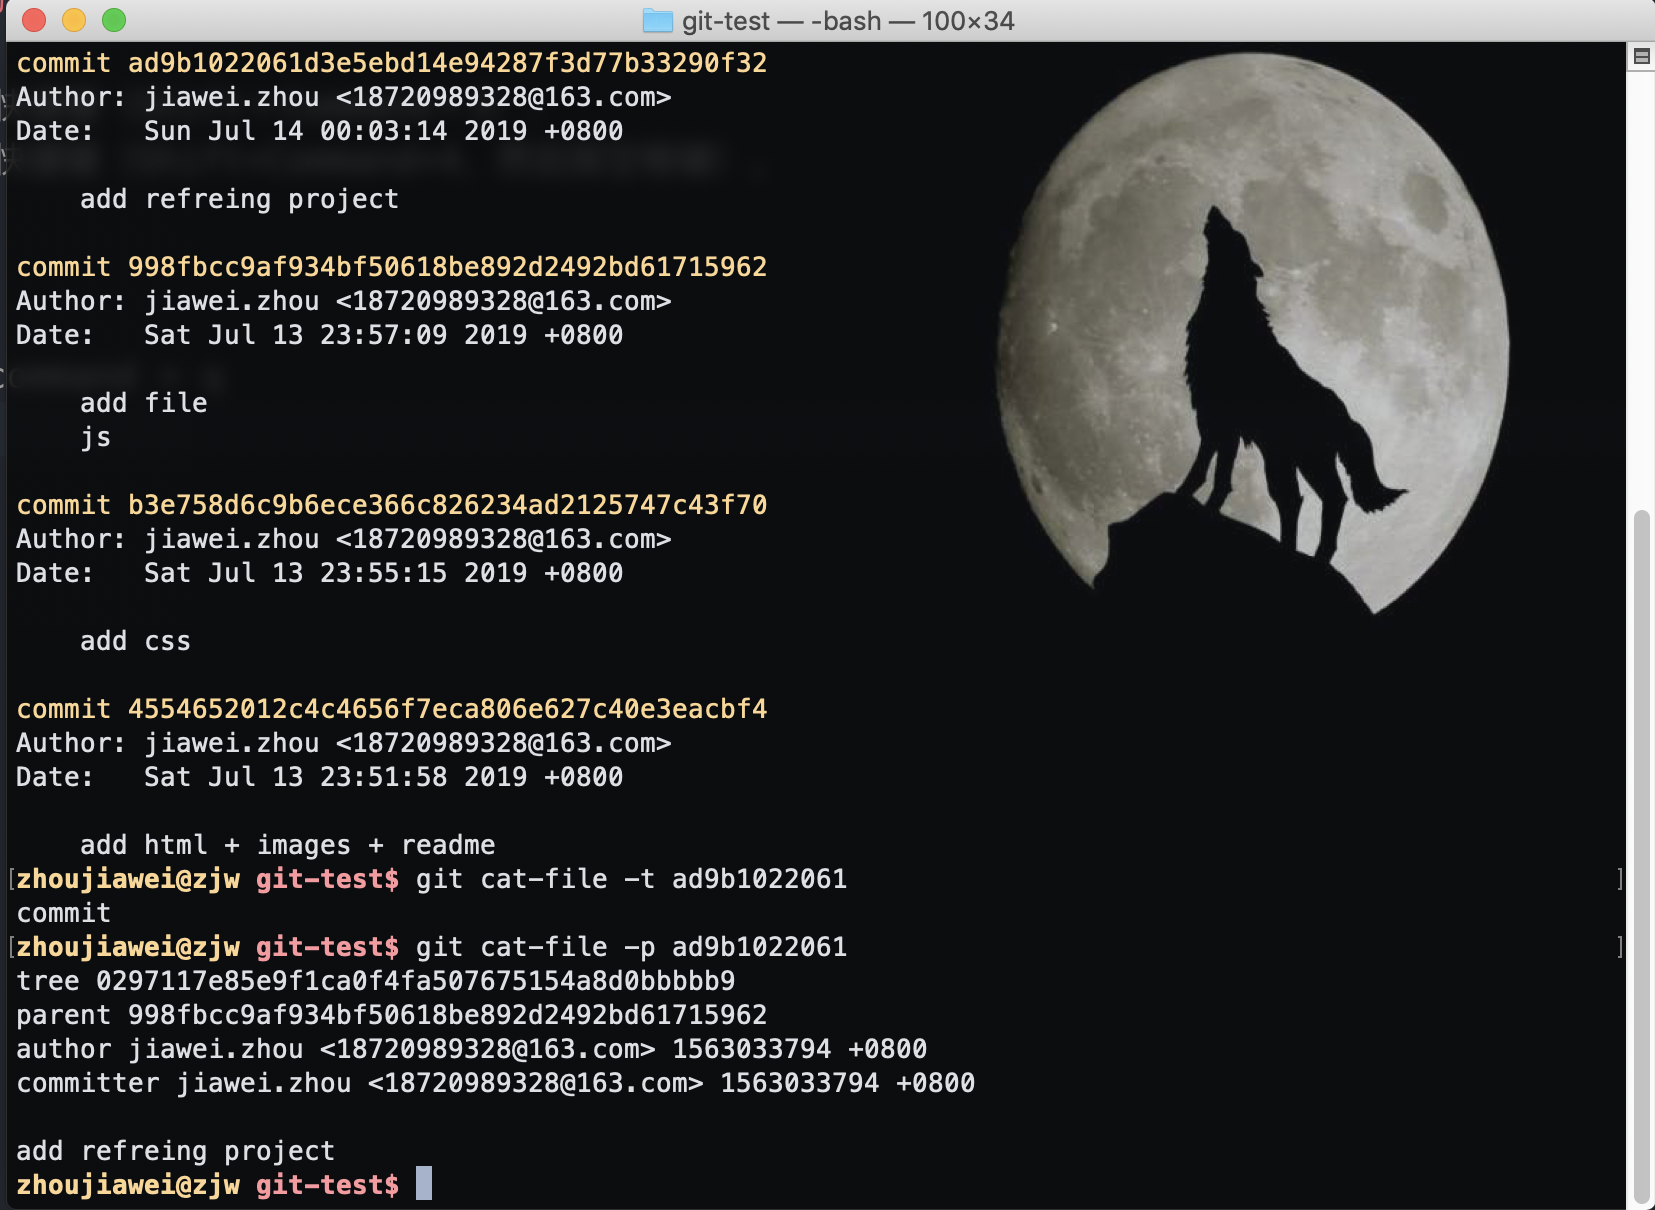 git-test — -bash — 100×34
commit ad9b1022061d3e5ebd14e94287f3d77b33290f32
Author: jiawei.zhou <18720989328@163.com>
Date:   Sun Jul 14 00:03:14 2019 +0800
add refreing project
commit 998fbcc9af934bf50618be892d2492bd61715962
Author: jiawei.zhou <18720989328@163.com>
Date:   Sat Jul 13 23:57:09 2019 +0800
add file
js
commit b3e758d6c9b6ece366c826234ad2125747c43f70
Author: jiawei.zhou <18720989328@163.com>
Date:   Sat Jul 13 23:55:15 2019 +0800
add css
commit 4554652012c4c4656f7eca806e627c40e3eacbf4
Author: jiawei.zhou <18720989328@163.com>
Date:   Sat Jul 13 23:51:58 2019 +0800
add html + images + readme
[zhoujiawei@zjw git-test$ git cat-file -t ad9b1022061 ]
commit
[zhoujiawei@zjw git-test$ git cat-file -p ad9b1022061 ]
tree 0297117e85e9f1ca0f4fa507675154a8d0bbbbb9
parent 998fbcc9af934bf50618be892d2492bd61715962
author jiawei.zhou <18720989328@163.com> 1563033794 +0800
committer jiawei.zhou <18720989328@163.com> 1563033794 +0800
add refreing project
zhoujiawei@zjw git-test$